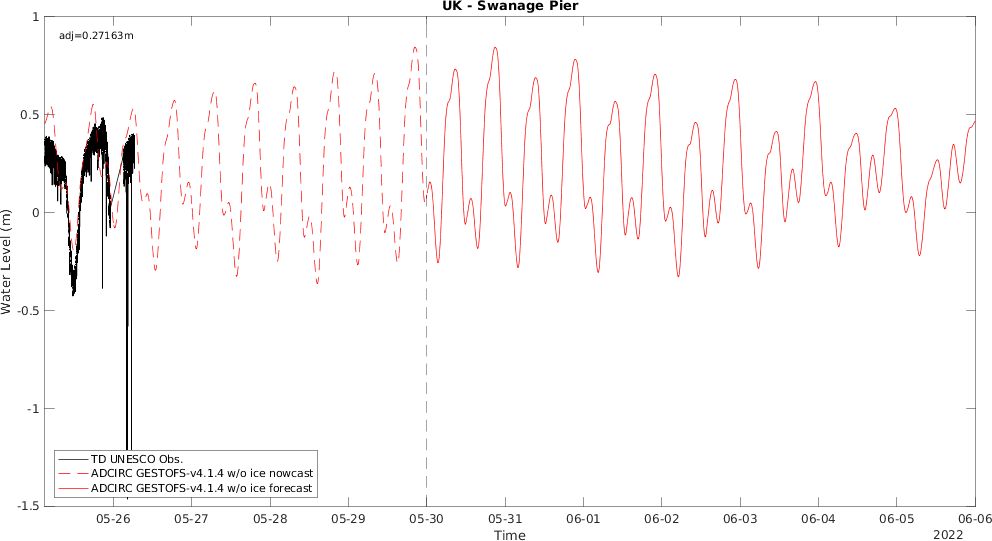 UK - Swanage Pier
adj=0.27163m
1
0.5
0
-0.5
-1
-1.5
Water Level (m)
TD UNESCO Obs.
ADCIRC GESTOFS-v4.1.4 w/o ice nowcast
ADCIRC GESTOFS-v4.1.4 w/o ice forecast
05-26 05-27 05-28 05-29 05-30 05-31 06-01 06-02 06-03 06-04 06-05 06-06
Time
2022